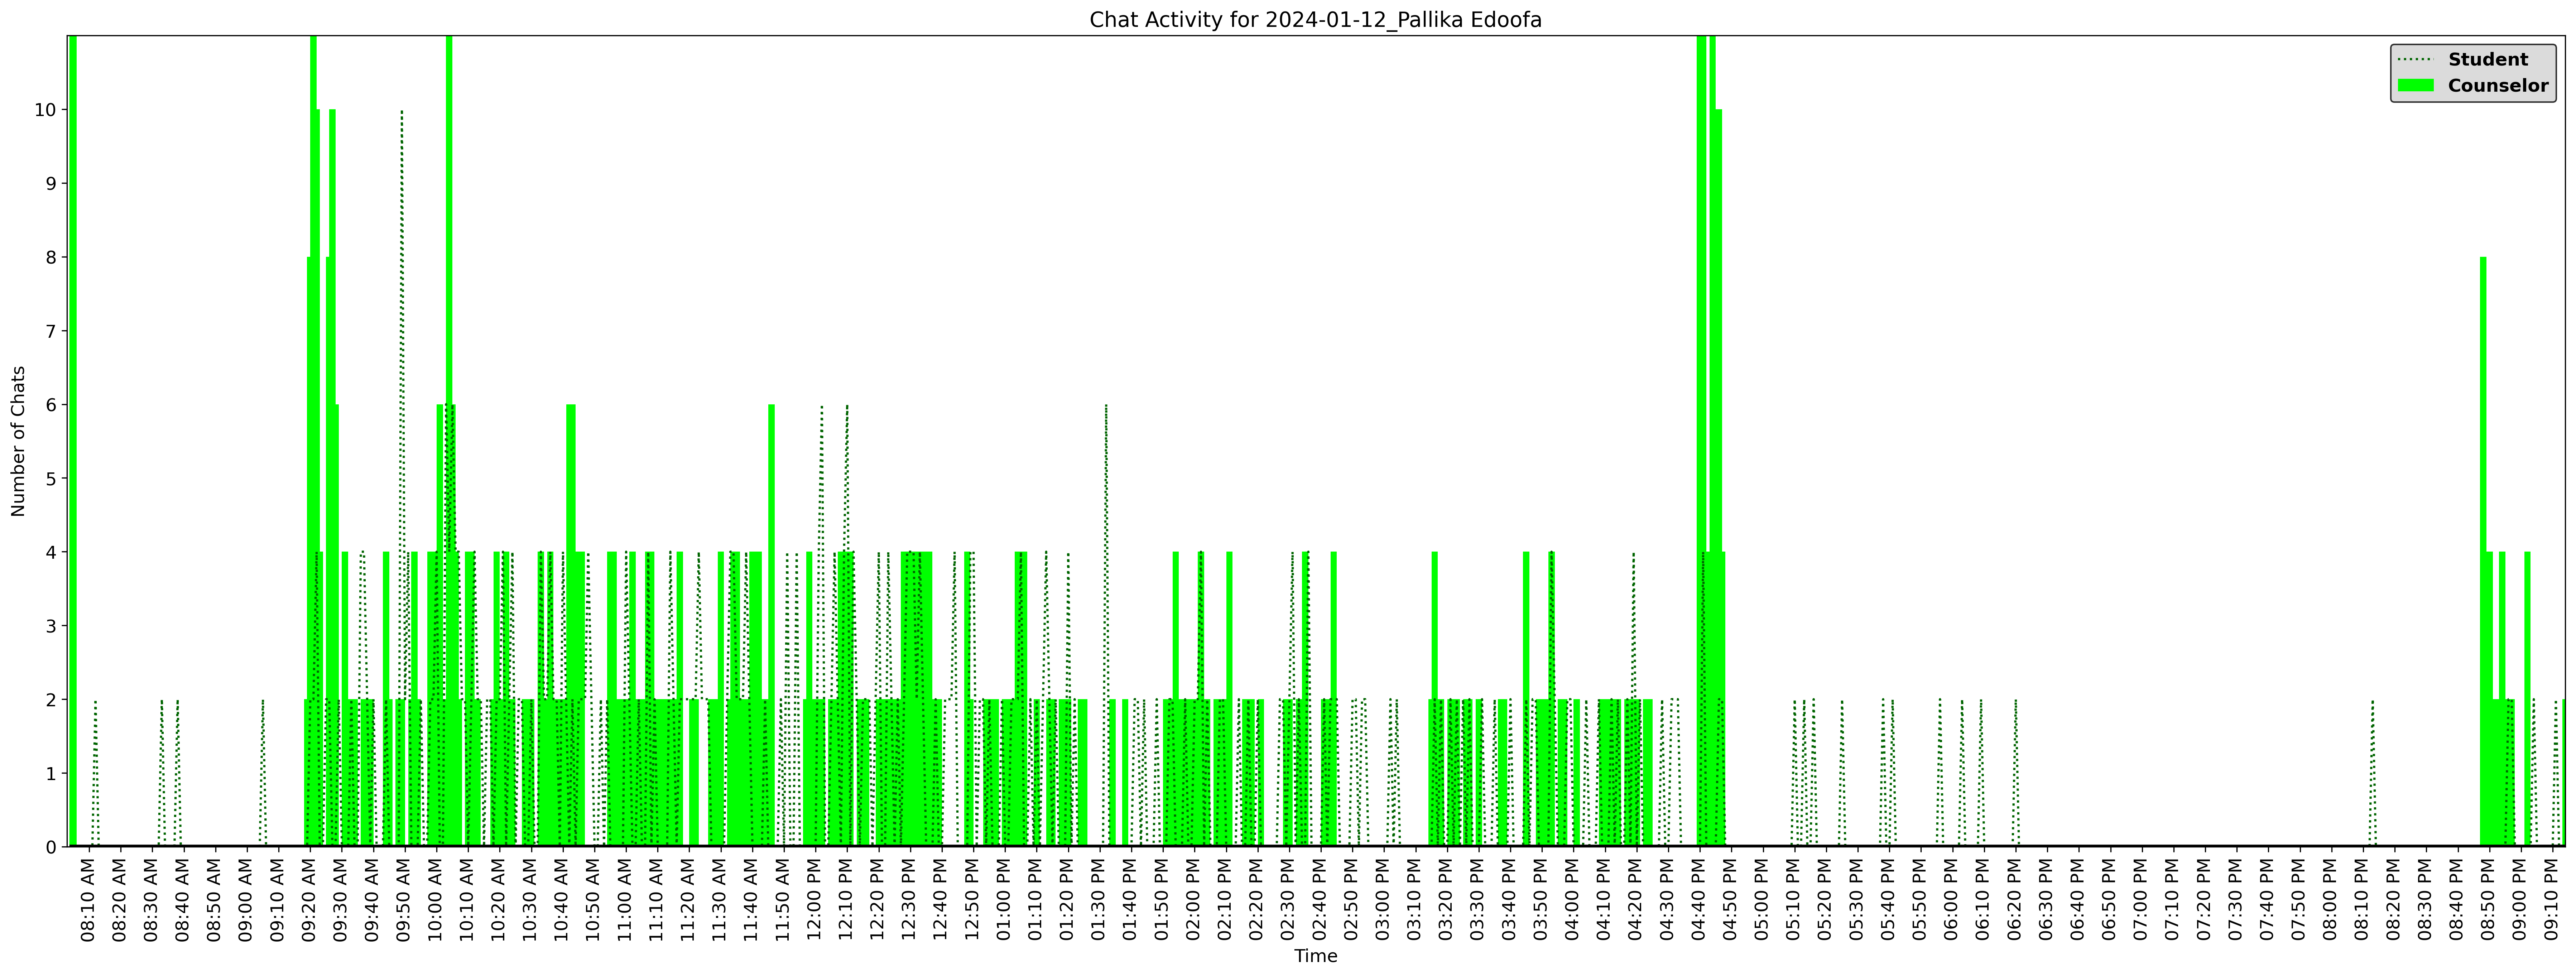 Chat Activity for 2024-01-12_Pallika Edoofa
Student
Counselor
Number of Chats
10
9
8
7
6
5
4
3
2
1
0
08:10 AM
08:20 AM
08:30 AM
08:40 AM
08:50 AM
09:00 AM
09:10 AM
09:20 AM
09:30 AM
09:40 AM
09:50 AM
10:00 AM
10:10 AM
10:20 AM
10:30 AM
10:40 AM
10:50 AM
11:00 AM
11:10 AM
11:20 AM
11:30 AM
11:40 AM
11:50 AM
12:00 PM
12:10 PM
12:20 PM
12:30 PM
12:40 PM
12:50 PM
01:00 PM
01:10 PM
01:20 PM
01:30 PM
01:40 PM
01:50 PM
02:00 PM
02:10 PM
02:20 PM
02:30 PM
02:40 PM
02:50 PM
03:00 PM
03:10 PM
03:20 PM
03:30 PM
03:40 PM
03:50 PM
04:00 PM
04:10 PM
04:20 PM
04:30 PM
04:40 PM
04:50 PM
05:00 PM
05:10 PM
05:20 PM
05:30 PM
05:40 PM
05:50 PM
06:00 PM
06:10 PM
06:20 PM
06:30 PM
06:40 PM
06:50 PM
07:00 PM
07:10 PM
07:20 PM
07:30 PM
07:40 PM
07:50 PM
08:00 PM
08:10 PM
08:20 PM
08:30 PM
08:40 PM
08:50 PM
09:00 PM
09:10 PM
Time